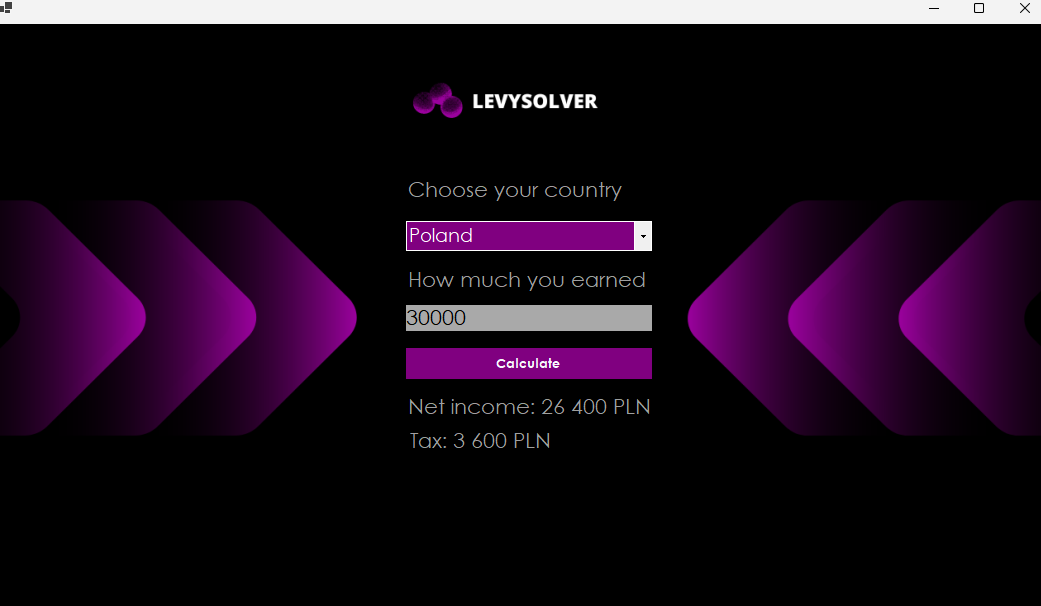 LEVYSOLVER
Choose your country
Poland
How much you earned
30000
Calculate
Net income: 26 400 PLN
Tax: 3 600 PLN